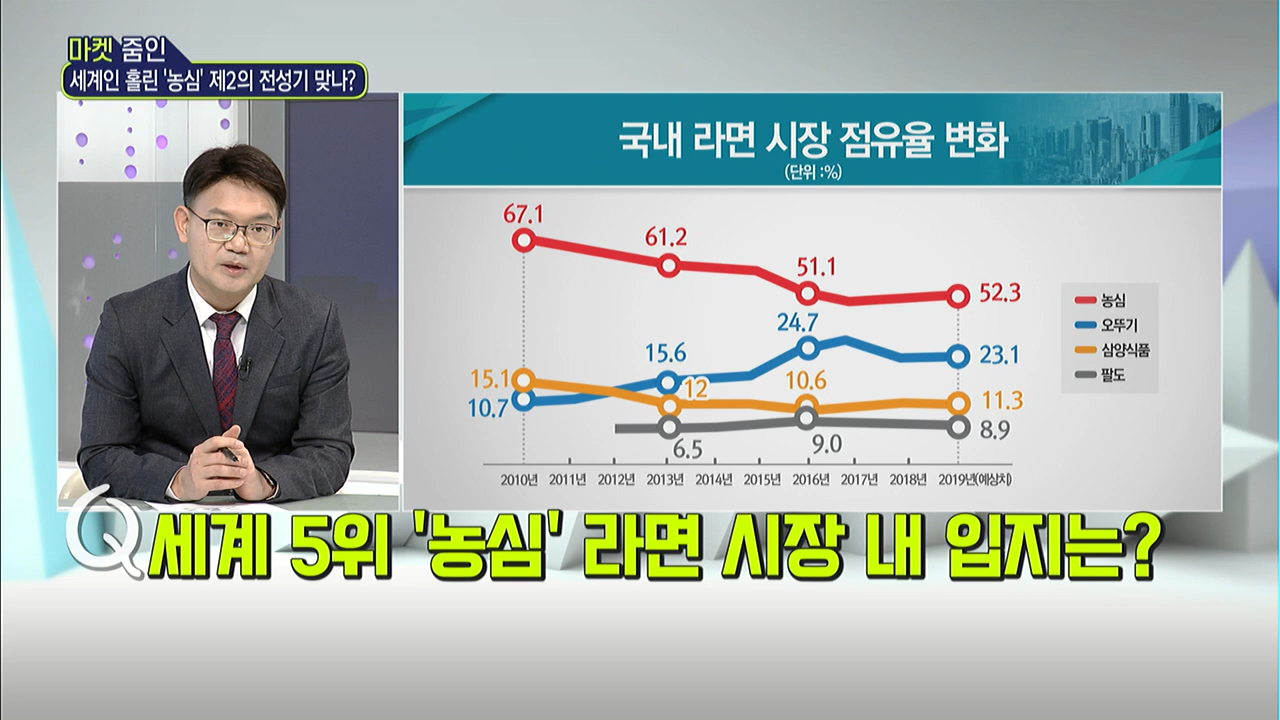 마켓 줌인
세계인 홀린 '농심' 제2의 전성기 맞나?
국내 라면 시장 점유율 변화
(단위 :%)
67.1
61.2
51.1
52.3
24.7
15.6
23.1
15.1
12
10.6
11.3
10.7
6.5
9.0
8.9
농심
오뚜기
삼양식품
팔도
2010년 2011년 2012년 2013년 2014년 2015년 2016년 2017년 2018년 2019년(예상치)
Q 세계 5위 '농심' 라면 시장 내 입지는?